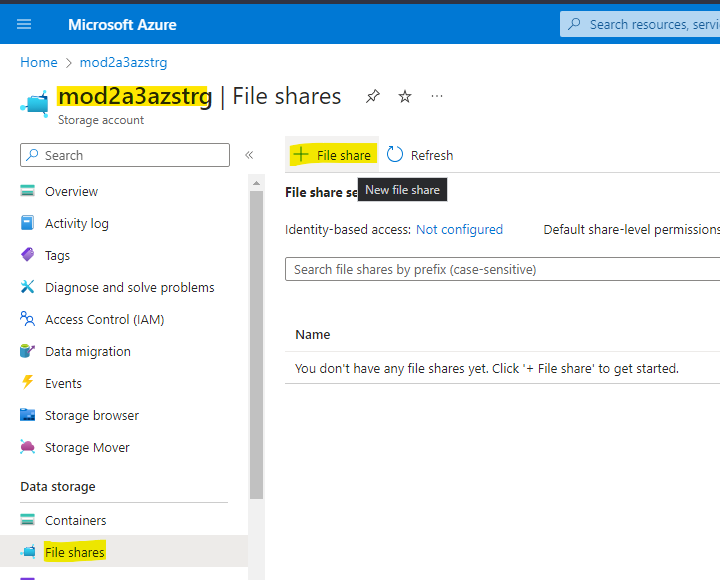 Microsoft Azure
Search resources, servi
Home > mod2a3azstrg
mod2a3azstrg | File shares
Storage account
Search
File share
Refresh
New file share
Overview
Activity log
Tags
Diagnose and solve problems
Access Control (IAM)
Data migration
Events
Storage browser
Storage Mover
Data storage
Containers
File shares
File share se
Identity-based access: Not configured
Default share-level permissions
Search file shares by prefix (case-sensitive)
Name
You don't have any file shares yet. Click '+ File share' to get started.